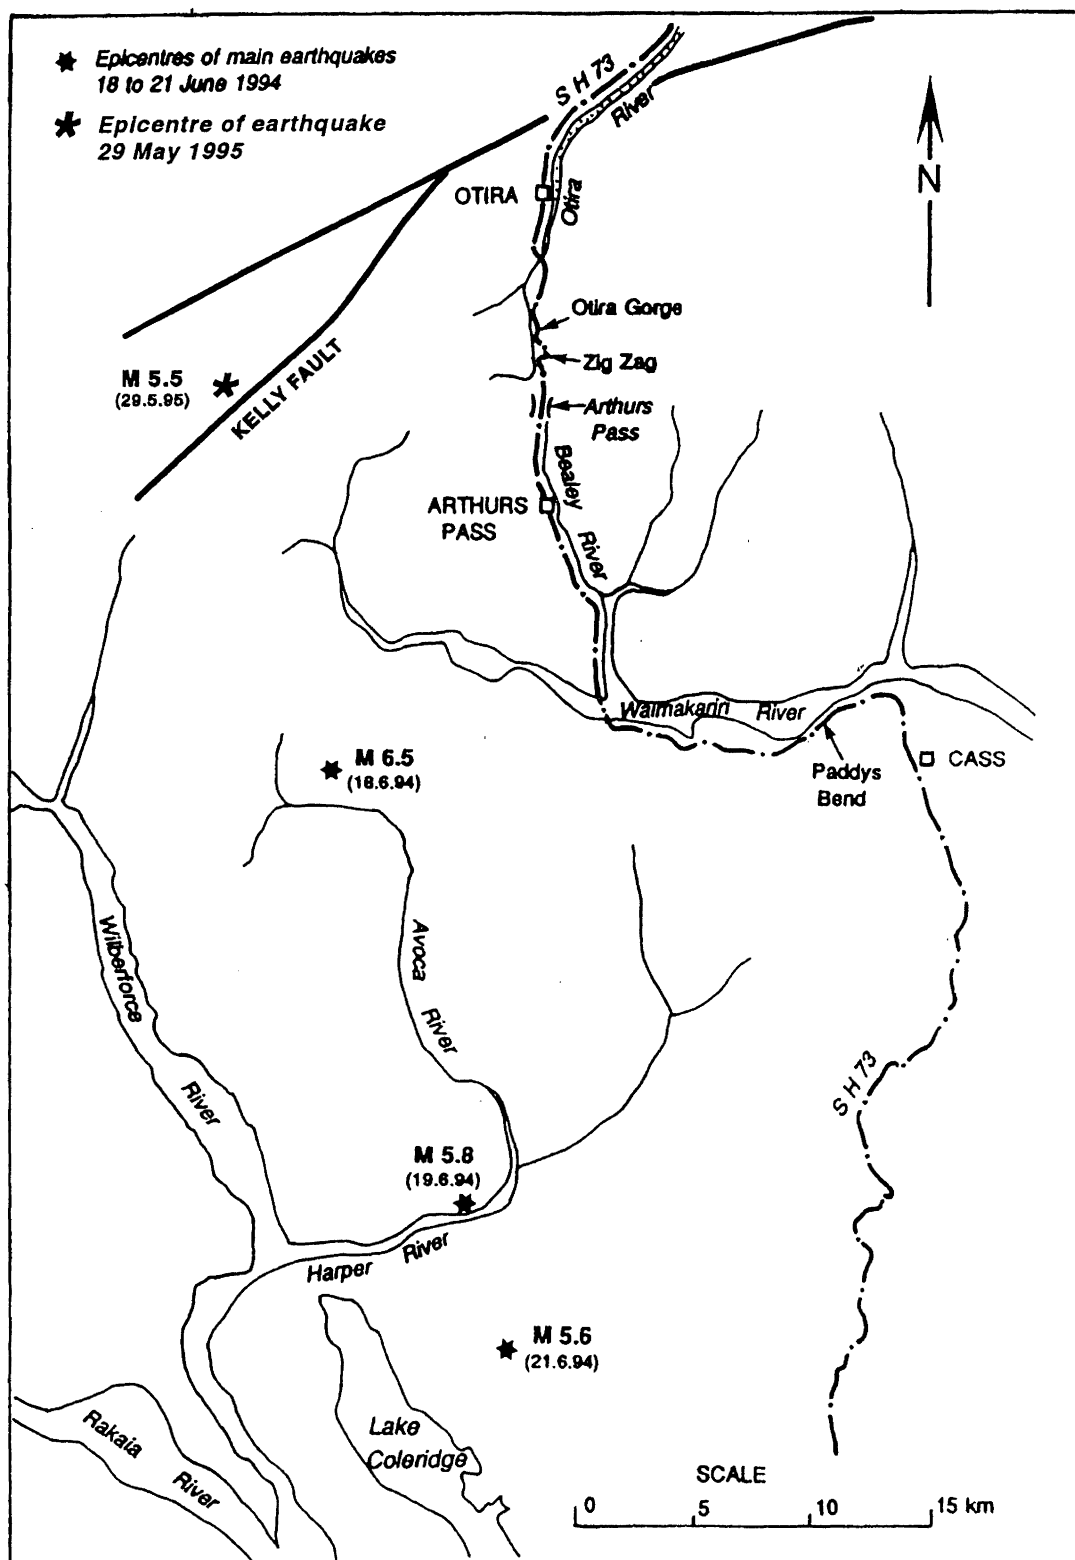 Epicentres of main earthquakes
18 to 21 June 1994
Epicentre of earthquake
29 May 1995
S H 73
River
Otira
OTIRA
N
Otira Gorge
Zig Zag
Arthurs
Pass
M 5.5
(29.5.95)
KELLY FAULT
Bealey
River
ARTHURS
PASS
Waimakariri River
Paddys
Bend
CASS
M 6.5
(18.6.94)
Wilberforce
River
Avoca
River
S H 73
M 5.8
(19.6.94)
Harper River
M 5.6
(21.6.94)
Lake
Coleridge
Rakaia
River
SCALE
0 5 10 15 km